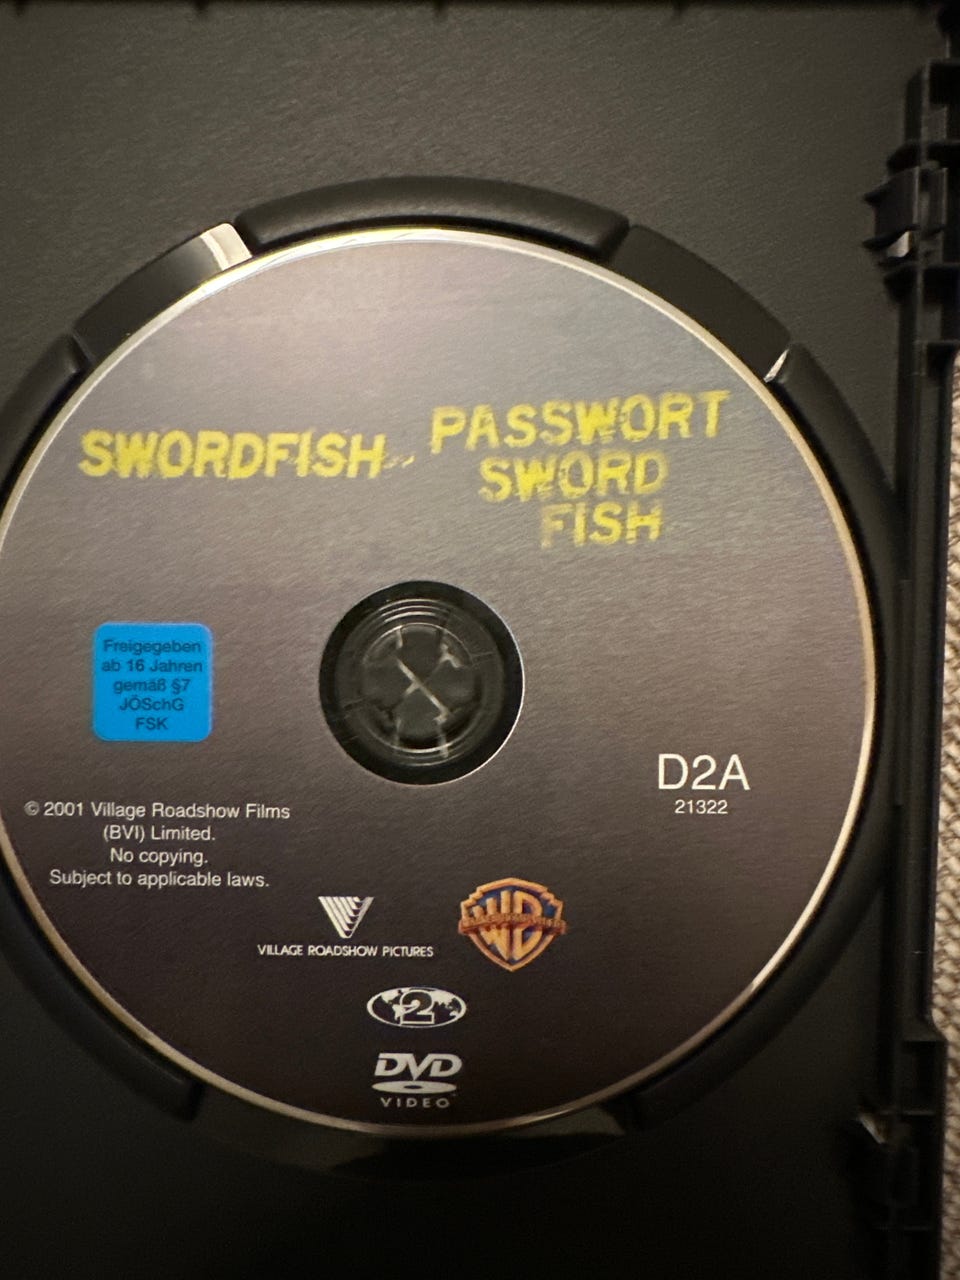 SWORDFISH
PASSWORT
SWORD
FISH
Freigegeben
ab 16 Jahren
gemäß §7
JÖSchG
FSK
D2A
21322
© 2001 Village Roadshow Films
(BVI) Limited.
No copying.
Subject to applicable laws.
VILLAGE ROADSHOW PICTURES
WB
2
DVD
VIDEO